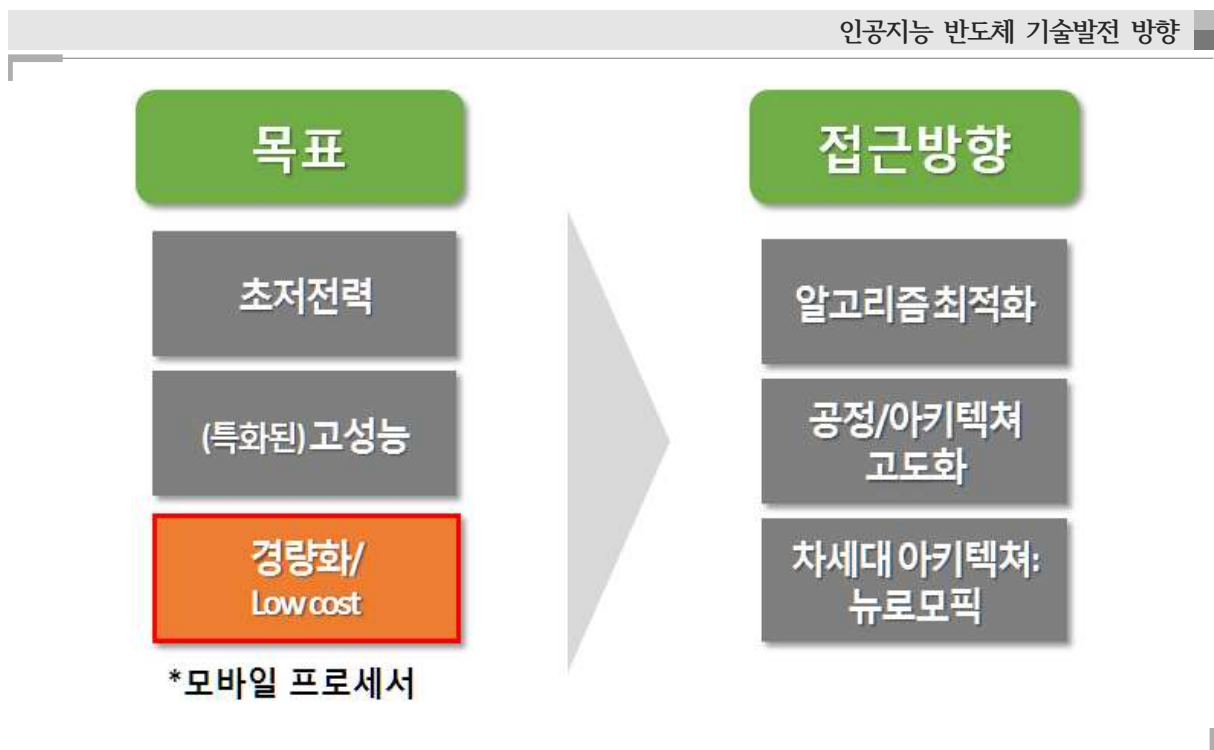 인공지능 반도체 기술발전 방향
목표
초저전력
(특화된)고성능
경량화/
Low cost
*모바일 프로세서
접근방향
알고리즘 최적화
공정/아키텍쳐
고도화
차세대 아키텍쳐:
뉴로모픽